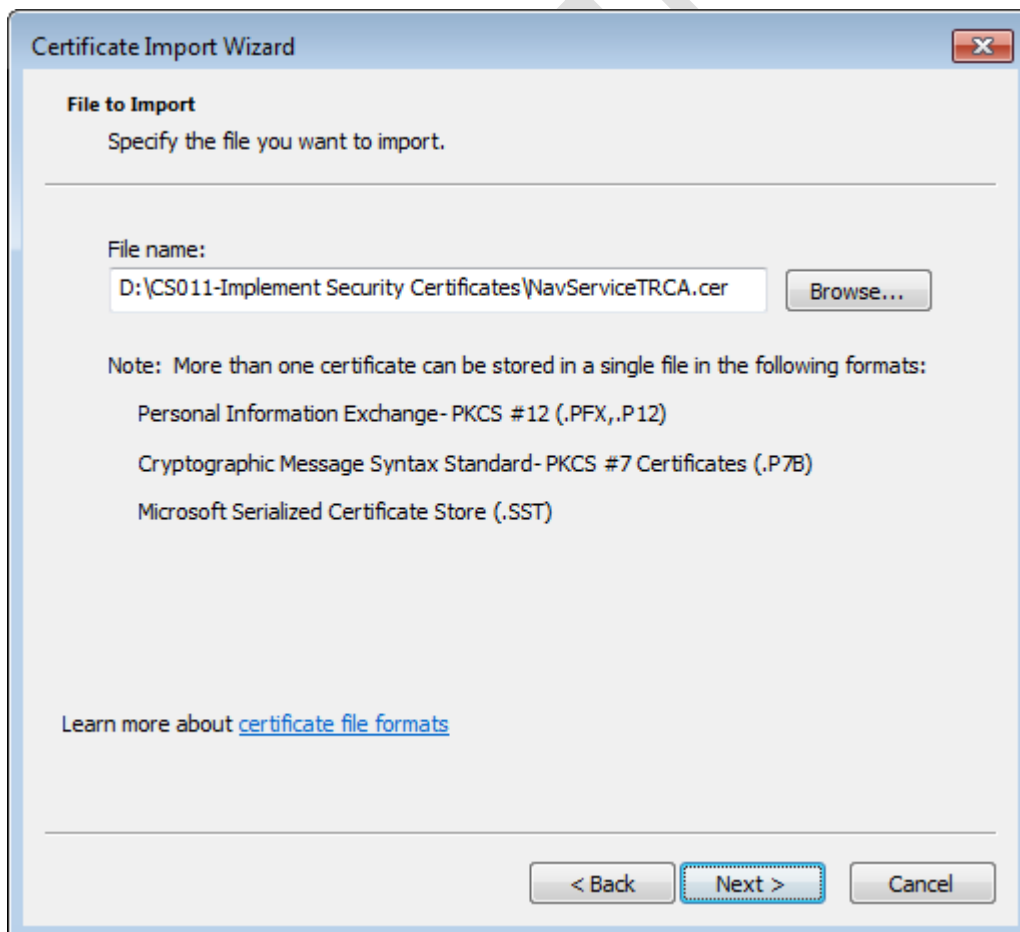 Certificate Import Wizard
File to Import
Specify the file you want to import.
File name:
D:\CS011-Implement Security Certificates\NavServiceTRCA.cer
Browse...
Note:  More than one certificate can be stored in a single file in the following formats:
Personal Information Exchange- PKCS #12 (.PFX,.P12)
Cryptographic Message Syntax Standard- PKCS #7 Certificates (.P7B)
Microsoft Serialized Certificate Store (.SST)
Learn more about certificate file formats
< Back Next > Cancel